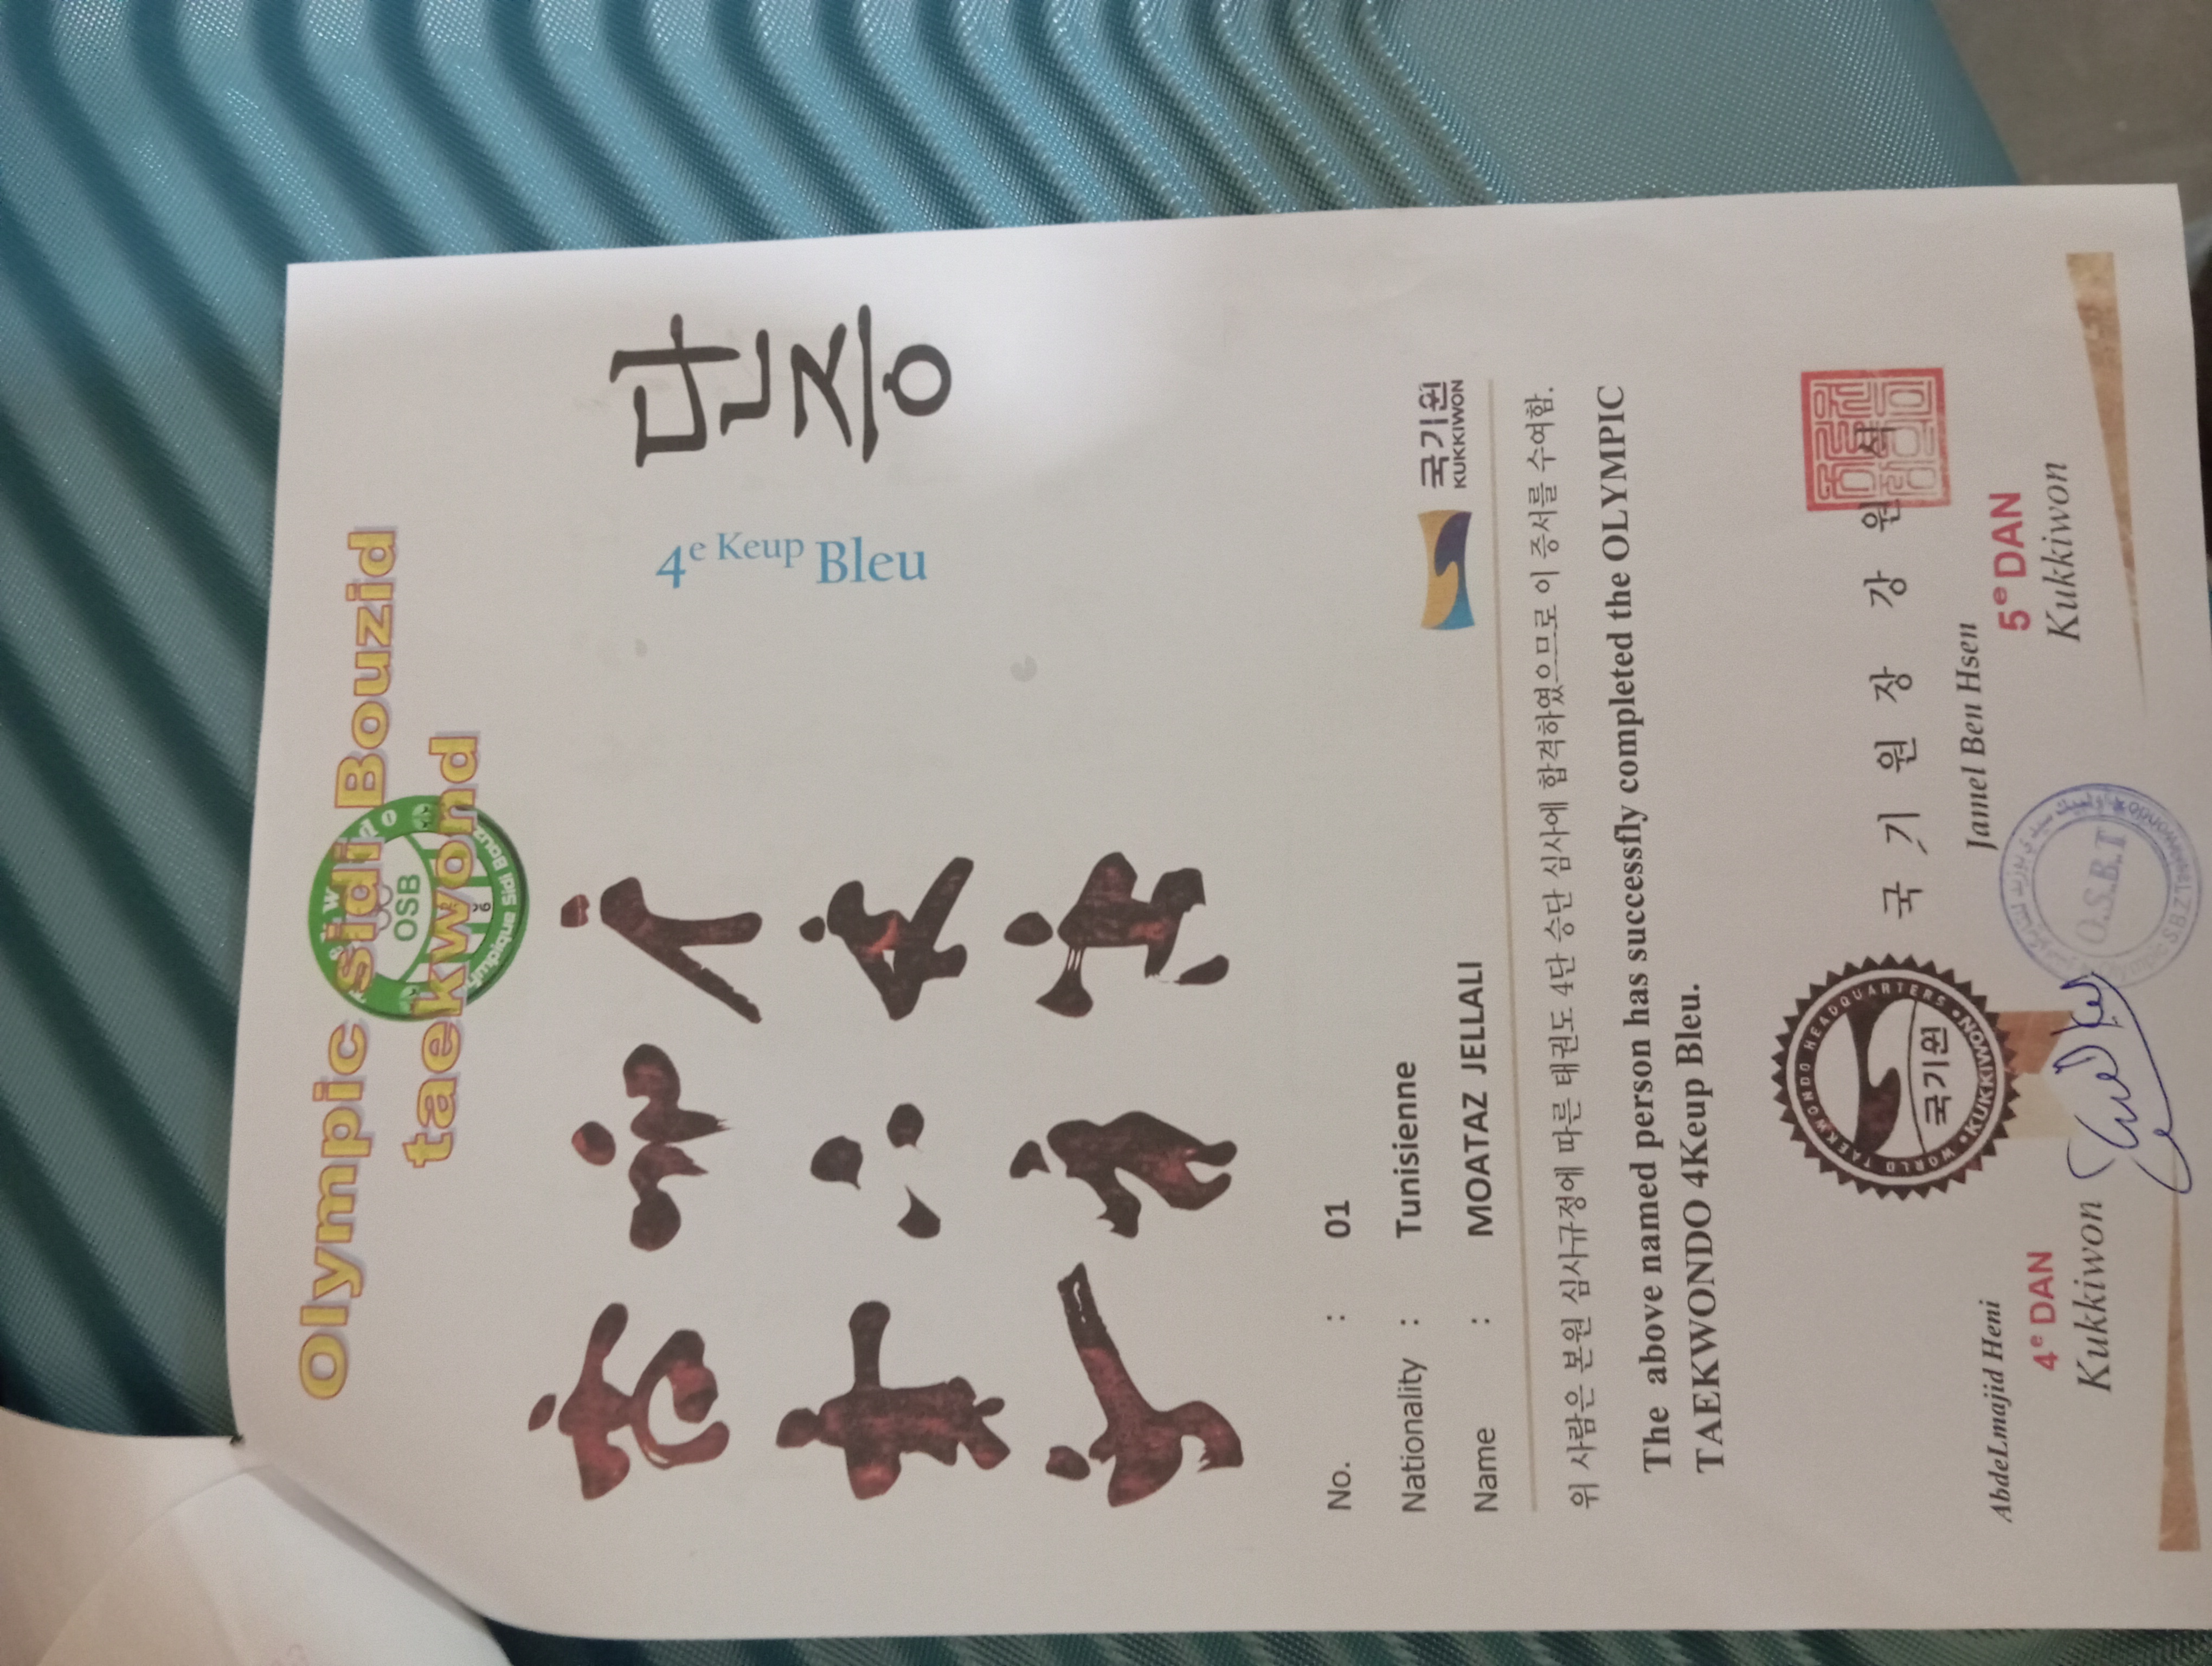 Olympic sidi Bouzid
taekwond
OSB
단증
4e Keup Bleu
No. : 01
Nationality : Tunisienne
Name : MOATAZ JELLALI
국기원
KUKKIWON
위 사람은 본원 심사규정에 따른 태권도 4단 승단 심사에 합격하였으므로 이 증서를 수여함.
The above named person has successfly completed the OLYMPIC
TAEKWONDO 4Keup Bleu.
국 기 원 장 강 원 식
WORLD TAEKWONDO HEADQUARTERS • KUKKIWON •
국기원
AbdeLmajid Heni
4e DAN
Kukkiwon
O.S.B.T
Jamel Ben Hsen
5e DAN
Kukkiwon